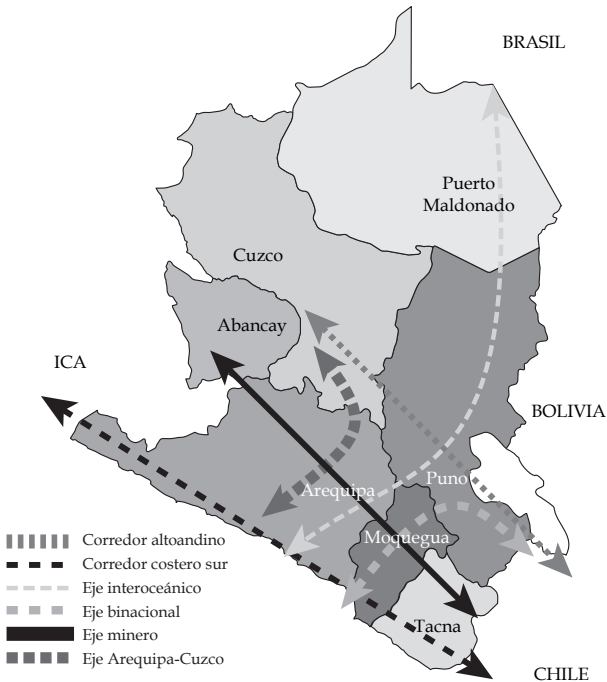 BRASIL
Puerto
Maldonado
Cuzco
Abancay
ICA
BOLIVIA
Puno
Arequipa
Moquegua
Tacna
CHILE
Corredor altoandino
Corredor costero sur
Eje interoceánico
Eje binacional
Eje minero
Eje Arequipa-Cuzco